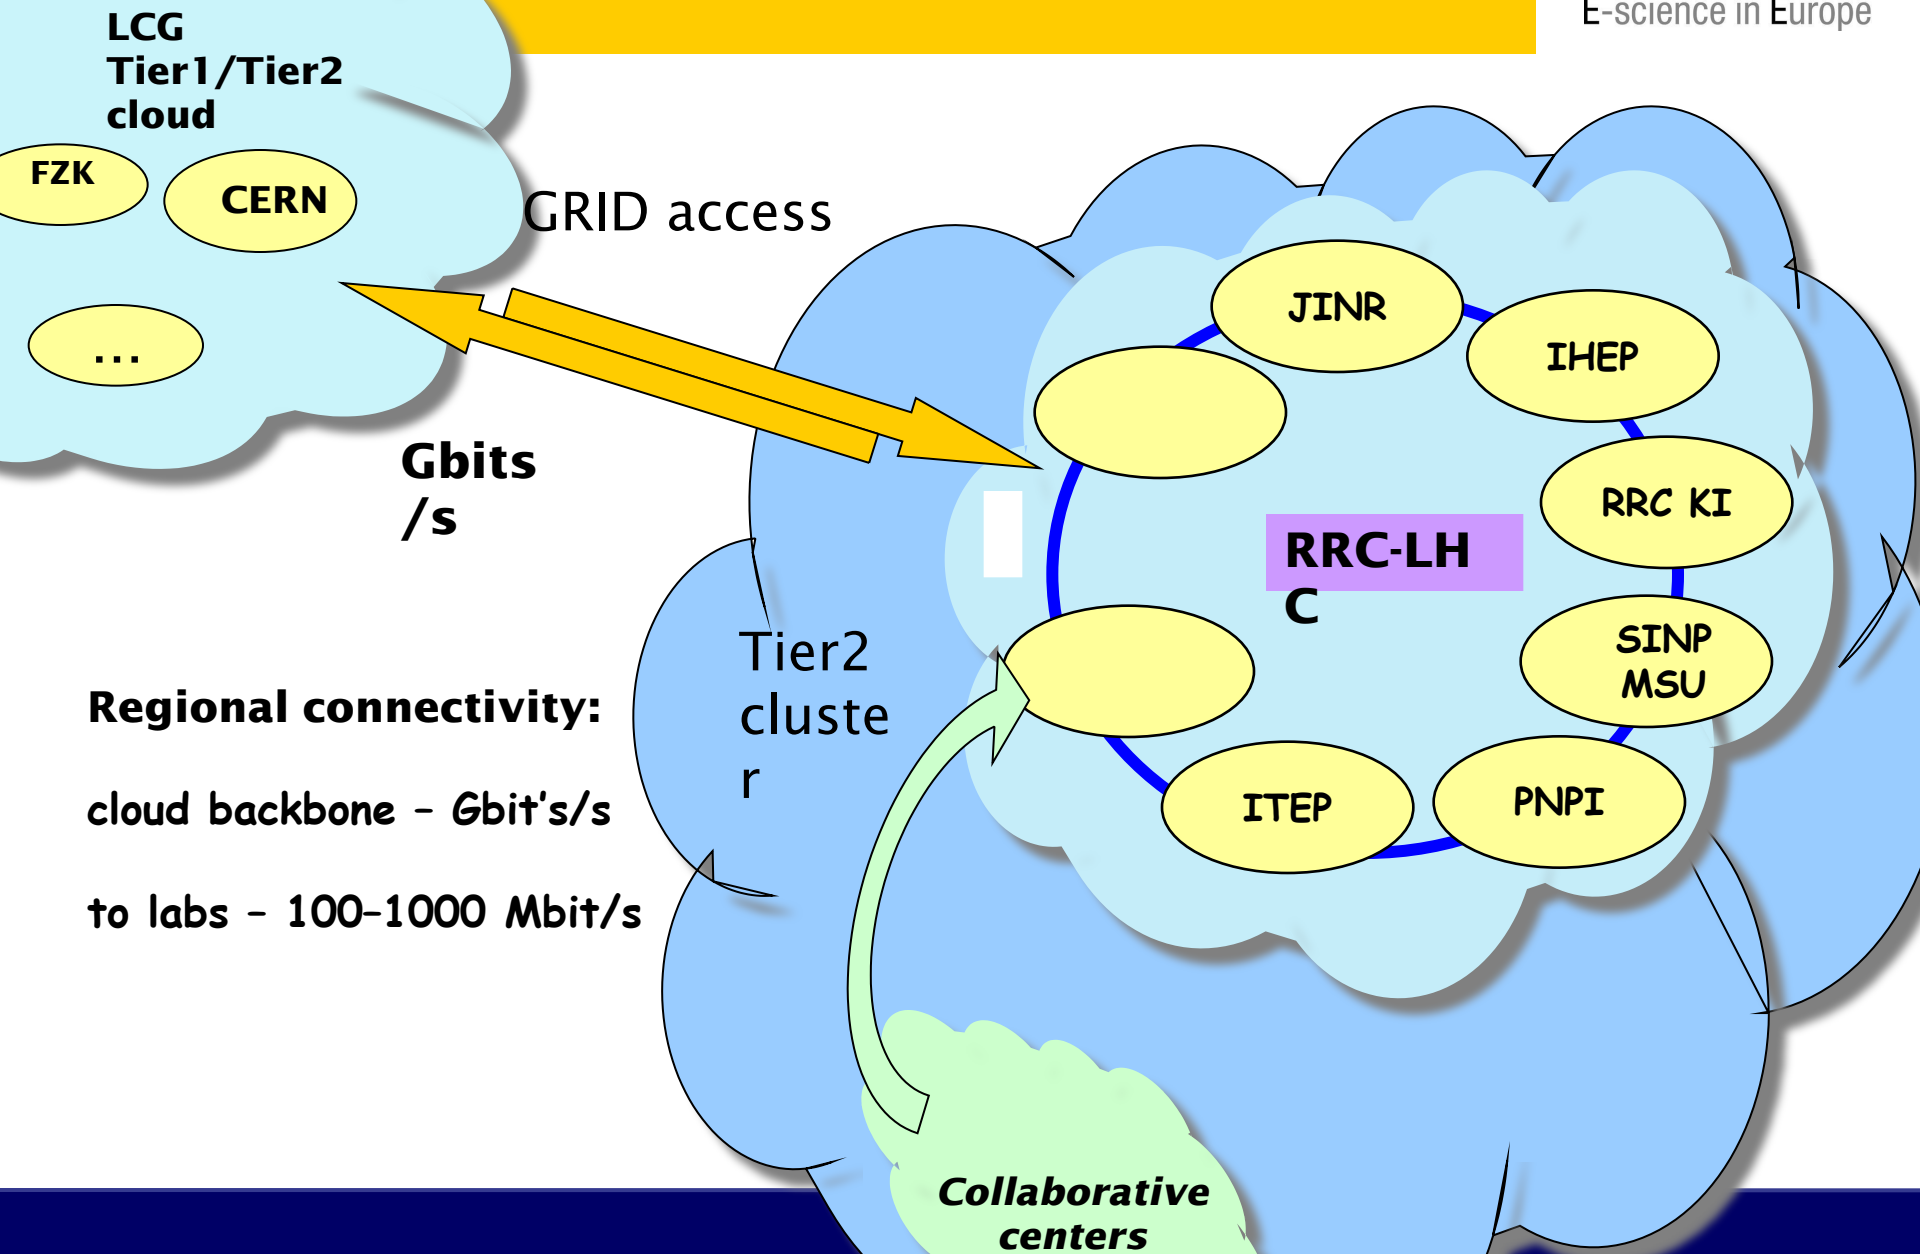 E-science in Europe
LCG
Tier1/Tier2
cloud
FZK
CERN
...
GRID access
Gbits
/s
JINR
IHEP
RRC KI
RRC-LH
C
SINP
MSU
PNPI
ITEP
Tier2
cluste
r
Regional connectivity:
cloud backbone – Gbit's/s
to labs – 100–1000 Mbit/s
Collaborative
centers